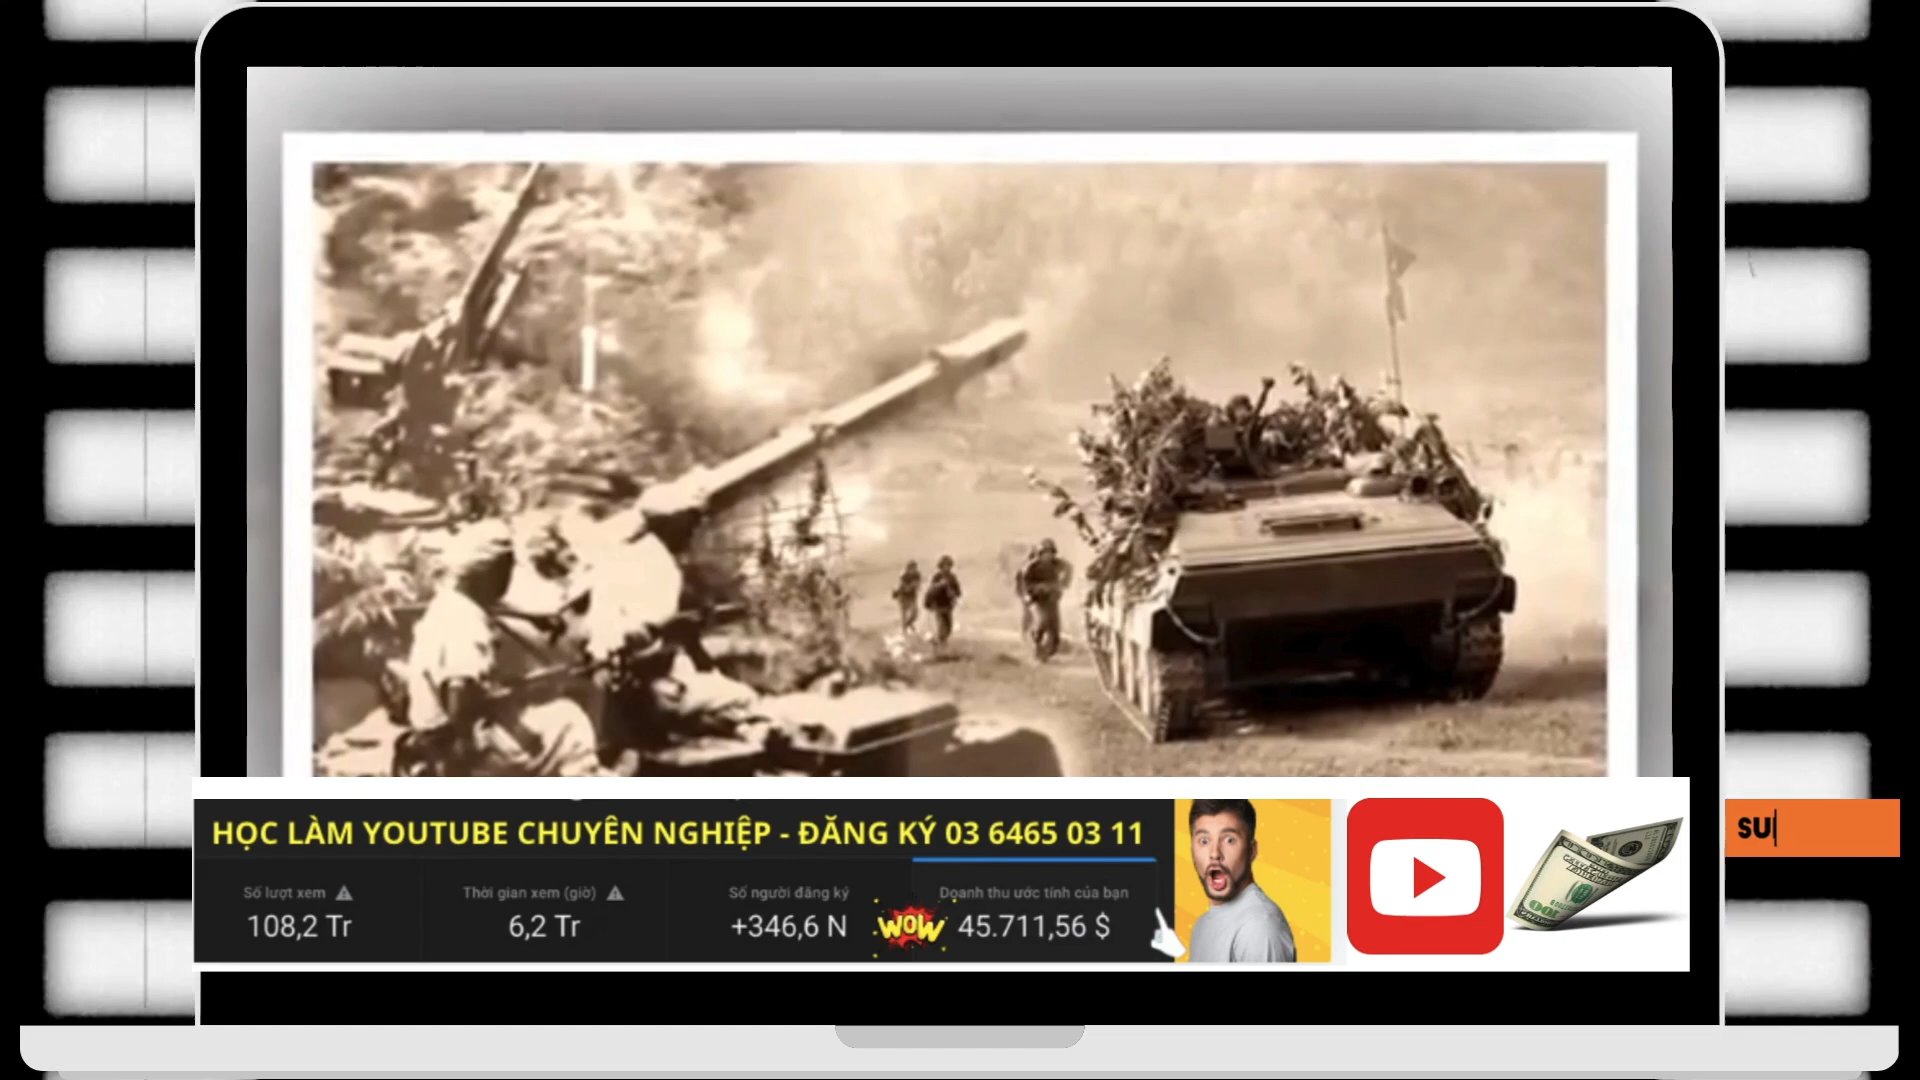 HỌC LÀM YOUTUBE CHUYÊN NGHIỆP - ĐĂNG KÝ 03 6465 03 11
Số lượt xem
Thời gian xem (giờ)
Số người đăng ký
Doanh thu ước tính của bạn
108,2 Tr
6,2 Tr
+346,6 N
WOW
45.711,56 $
SU
100